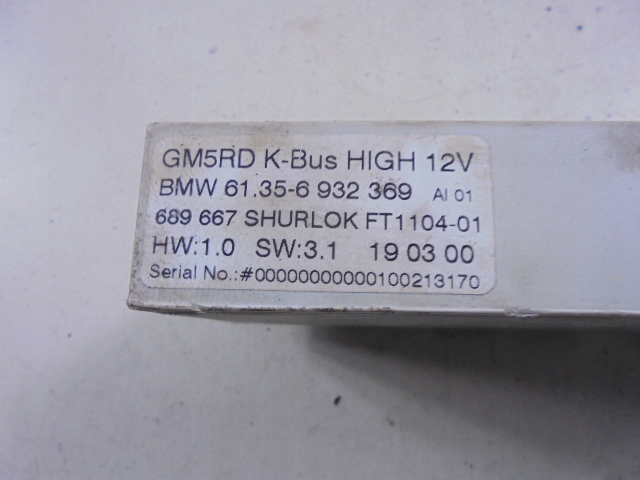 GM5RD K-Bus HIGH 12V
BMW 61.35-6 932 369 AI 01
689 667 SHURLOK FT1104-01
HW:1.0 SW:3.1 19 03 00
Serial No.:#00000000000100213170